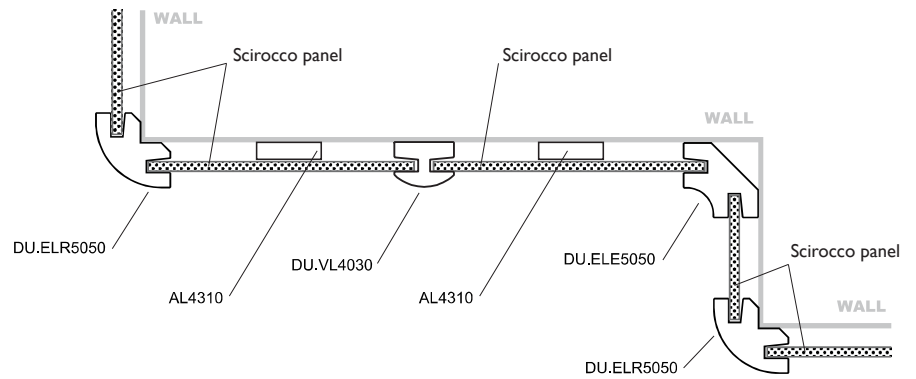 WALL
Scirocco panel
Scirocco panel
WALL
DU.ELR5050
DU.VL4030
DU.ELE5050
Scirocco panel
AL4310
AL4310
WALL
DU.ELR5050